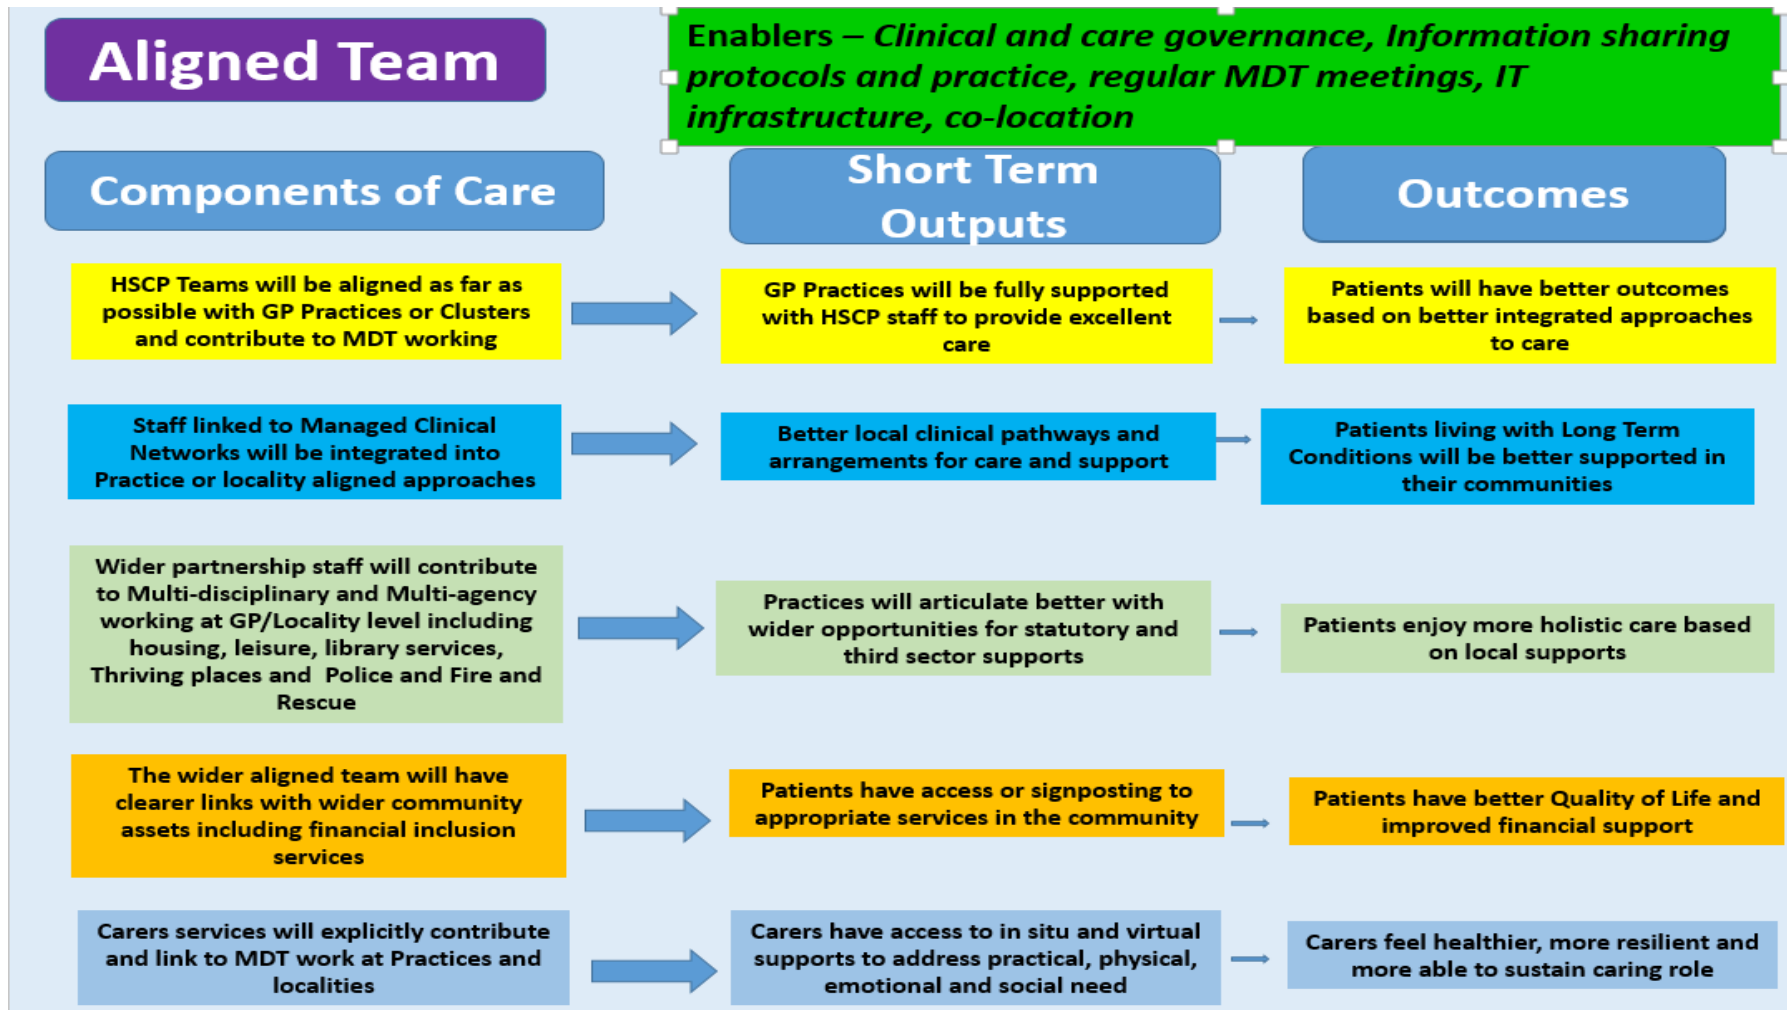 Aligned Team
Enablers – Clinical and care governance, Information sharing
protocols and practice, regular MDT meetings, IT
infrastructure, co-location
Components of Care
Short Term
Outputs
Outcomes
HSCP Teams will be aligned as far as
possible with GP Practices or Clusters
and contribute to MDT working
GP Practices will be fully supported
with HSCP staff to provide excellent
care
Patients will have better outcomes
based on better integrated approaches
to care
Staff linked to Managed Clinical
Networks will be integrated into
Practice or locality aligned approaches
Better local clinical pathways and
arrangements for care and support
Patients living with Long Term
Conditions will be better supported in
their communities
Wider partnership staff will contribute
to Multi-disciplinary and Multi-agency
working at GP/Locality level including
housing, leisure, library services,
Thriving places and Police and Fire and
Rescue
Practices will articulate better with
wider opportunities for statutory and
third sector supports
Patients enjoy more holistic care based
on local supports
The wider aligned team will have
clearer links with wider community
assets including financial inclusion
services
Patients have access or signposting to
appropriate services in the community
Patients have better Quality of Life and
improved financial support
Carers services will explicitly contribute
and link to MDT work at Practices and
localities
Carers have access to in situ and virtual
supports to address practical, physical,
emotional and social need
Carers feel healthier, more resilient and
more able to sustain caring role